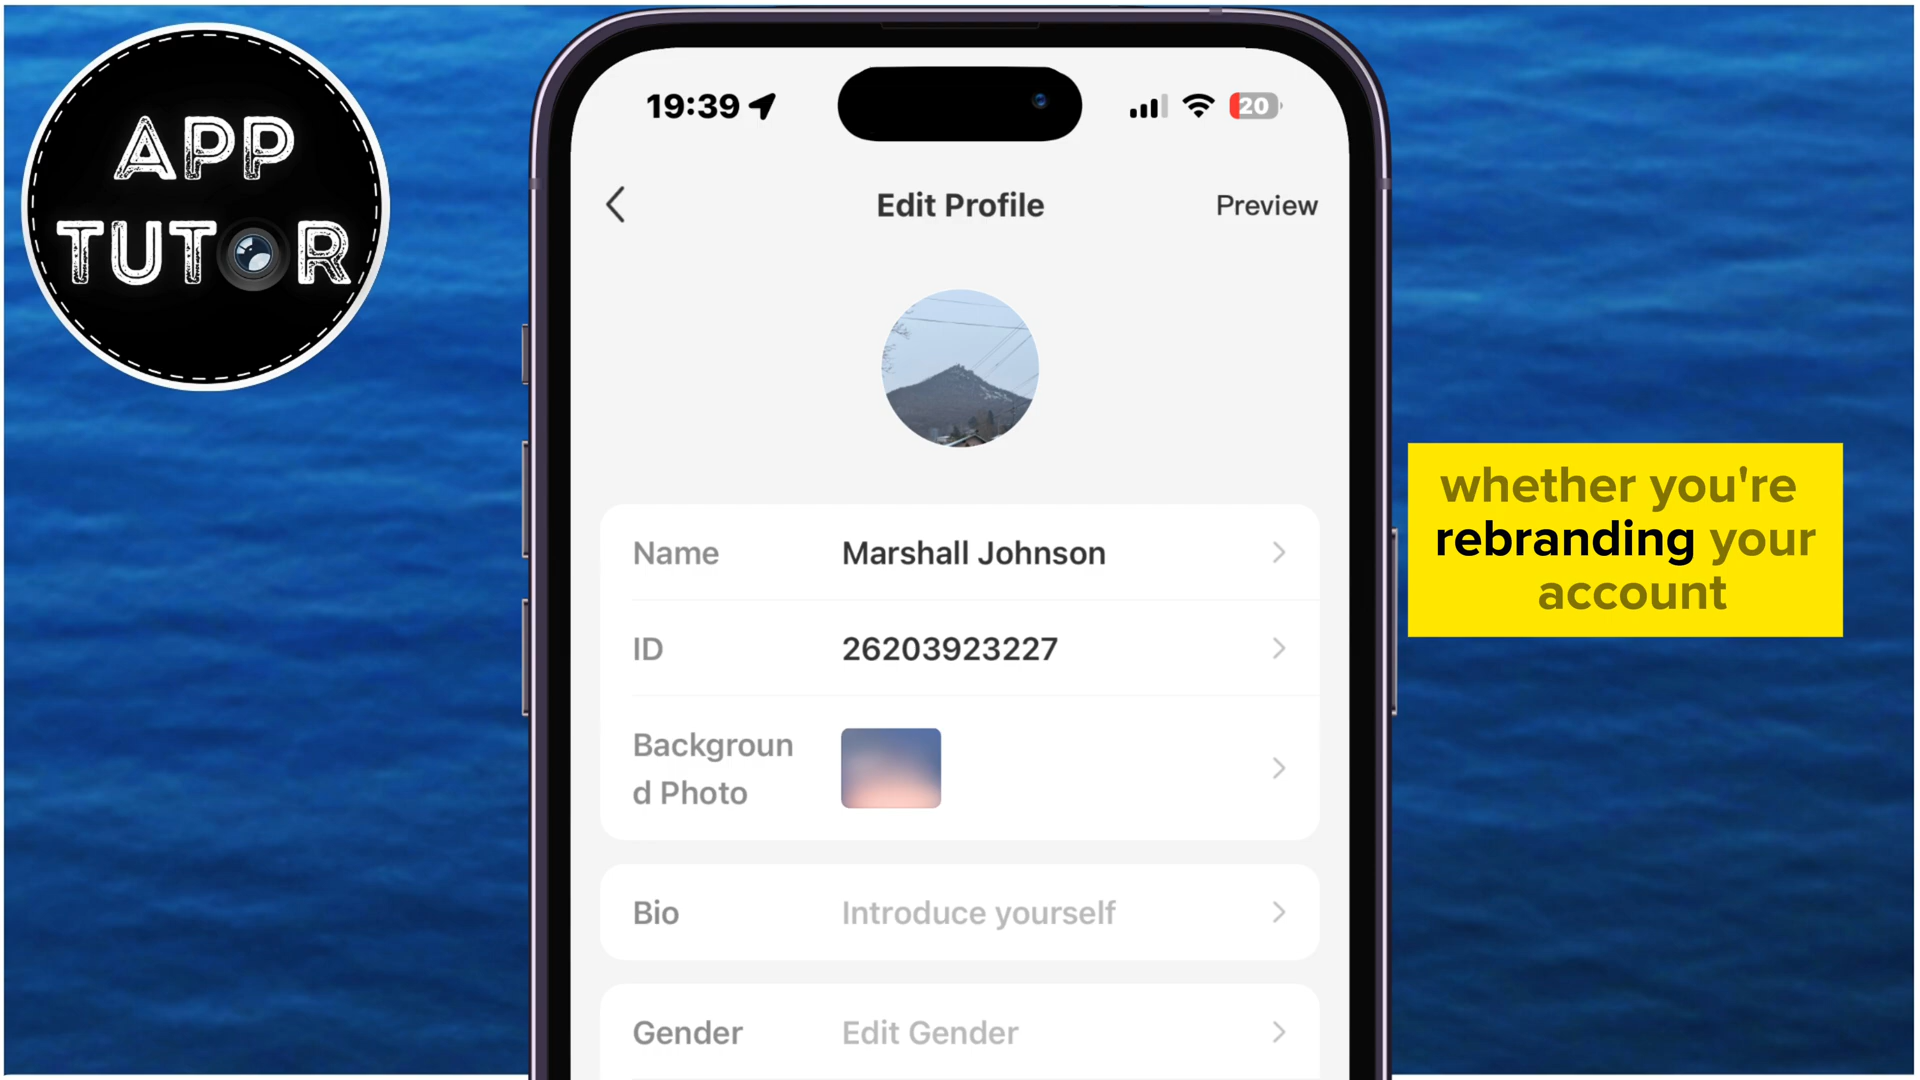 APP
TUTOR
19:39
20
Edit Profile
Preview
Name
Marshall Johnson
ID
26203923227
Backgroun
d Photo
Bio
Introduce yourself
Gender
Edit Gender
whether you're
rebranding your
account